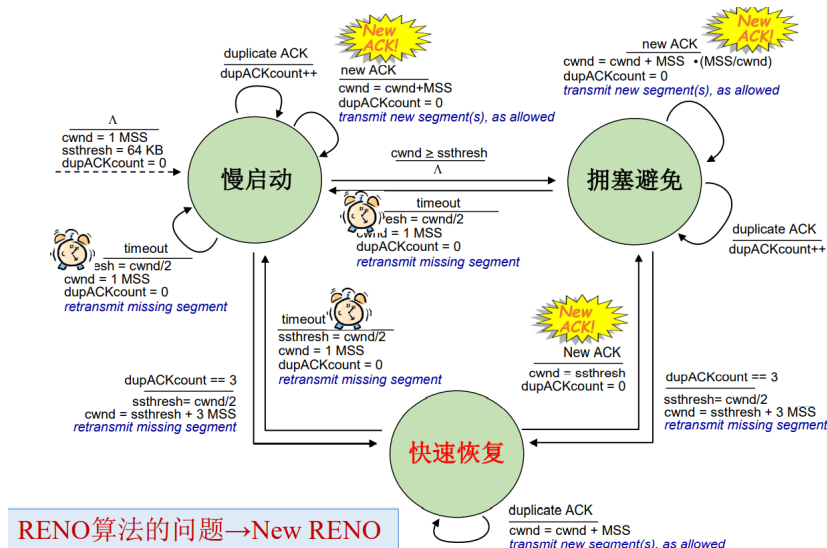 New
ACK!
duplicate ACK
dupACKcount++
new ACK
cwnd = cwnd+MSS
dupACKcount = 0
transmit new segment(s), as allowed
New
ACK!
new ACK
cwnd = cwnd + MSS •(MSS/cwnd)
dupACKcount = 0
transmit new segment(s), as allowed
Λ
cwnd = 1 MSS
ssthresh = 64 KB
dupACKcount = 0
慢启动
cwnd ≥ ssthresh
Λ
拥塞避免
timeout
esh = cwnd/2
cwnd = 1 MSS
dupACKcount = 0
retransmit missing segment
duplicate ACK
dupACKcount++
timeout
esh = cwnd/2
cwnd = 1 MSS
dupACKcount = 0
retransmit missing segment
timeout
ssthresh = cwnd/2
cwnd = 1 MSS
dupACKcount = 0
retransmit missing segment
New
ACK!
New ACK
cwnd = ssthresh
dupACKcount = 0
dupACKcount == 3
ssthresh= cwnd/2
cwnd = ssthresh + 3 MSS
retransmit missing segment
dupACKcount == 3
ssthresh= cwnd/2
cwnd = ssthresh + 3 MSS
retransmit missing segment
快速恢复
duplicate ACK
cwnd = cwnd + MSS
transmit new segment(s), as allowed
RENO算法的问题→New RENO